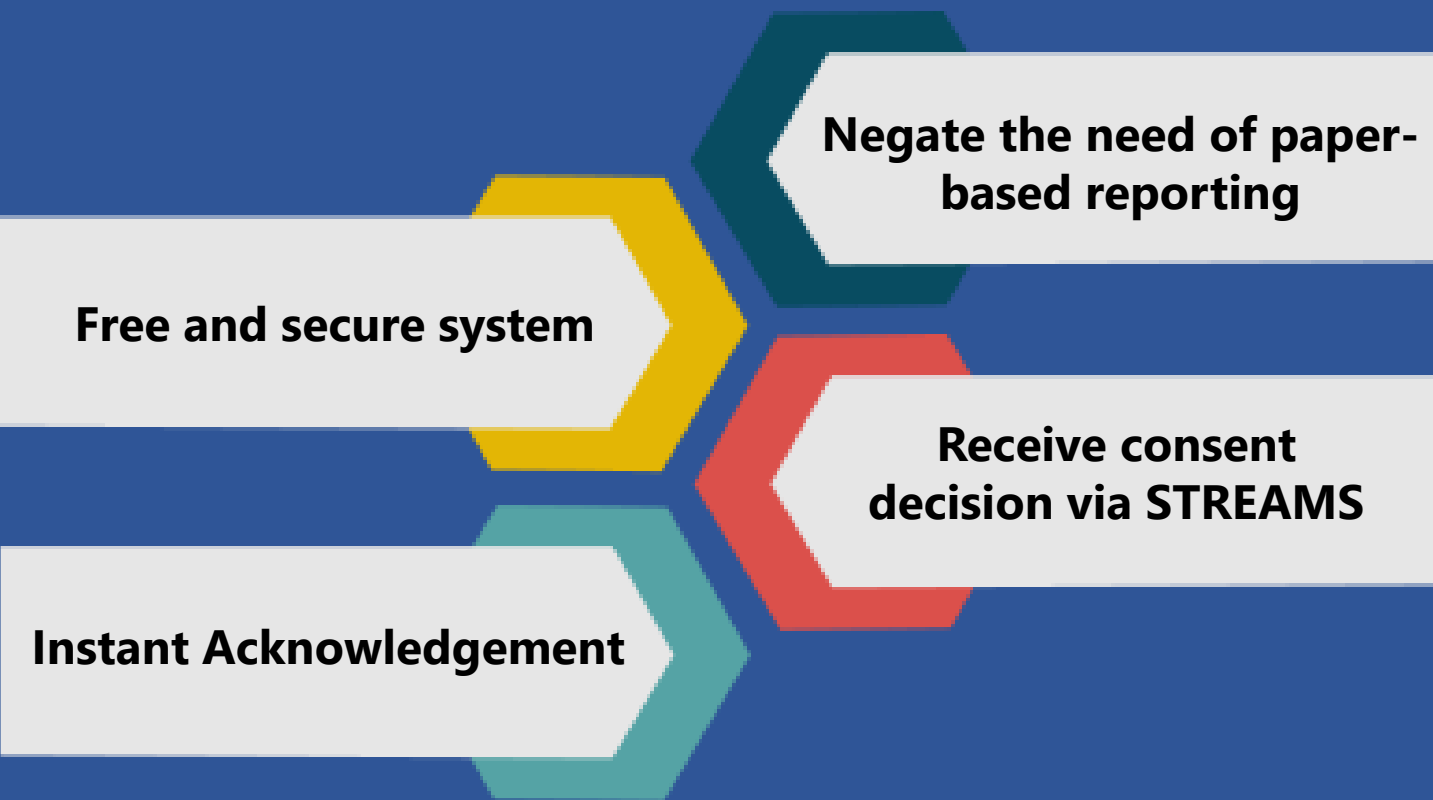 Negate the need of paper-
based reporting
Free and secure system
Receive consent
decision via STREAMS
Instant Acknowledgement